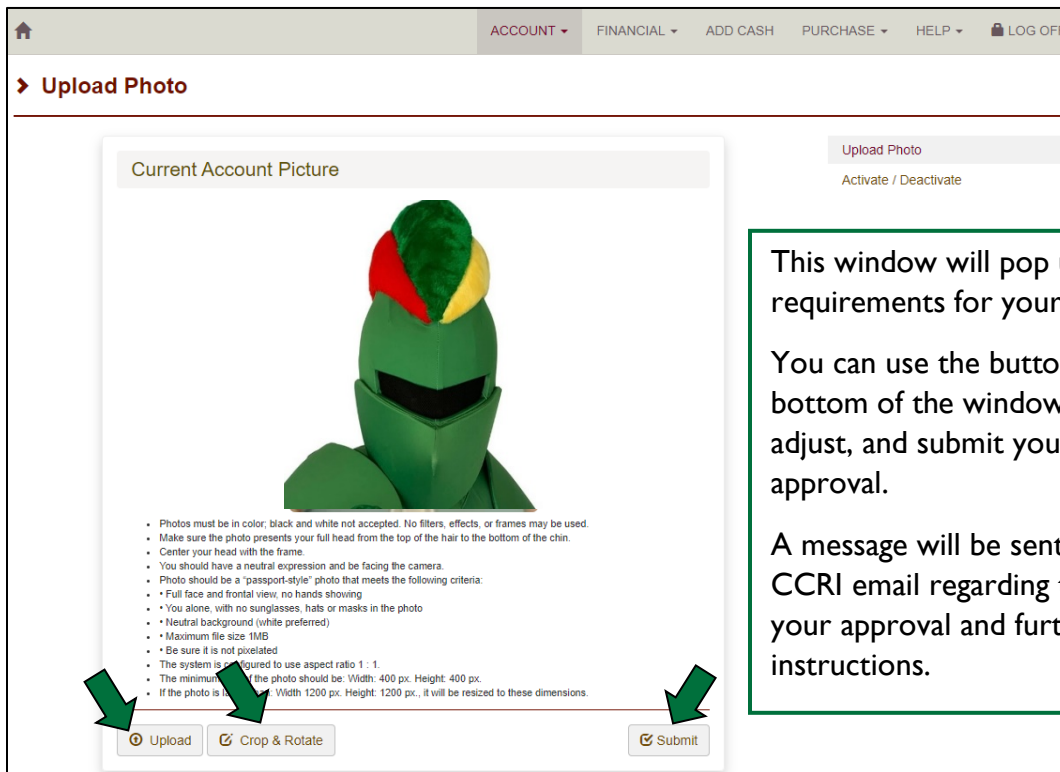 ACCOUNT FINANCIAL ADD CASH PURCHASE HELP LOG
Upload Photo
Current Account Picture
Upload Photo
Activate / Deactivate
• Photos must be in color; black and white not accepted. No filters, effects, or frames may be used.
• Make sure the photo presents your full head from the top of the hair to the bottom of the chin.
• Center your head with the frame.
• You should have a neutral expression and be facing the camera.
• Photo should be a "passport-style" photo that meets the following criteria:
• • Full face and frontal view, no hands showing
• • You alone, with no sunglasses, hats or masks in the photo
• • Neutral background (white preferred)
• • Maximum file size 1MB
• • Be sure it is not pixelated
• The system is configured to use aspect ratio 1 : 1.
• The minimum of the photo should be: Width: 400 px. Height: 400 px.
• If the photo is Width 1200 px. Height: 1200 px., it will be resized to these dimensions.
Upload Crop & Rotate Submit
This window will pop
requirements for your
You can use the
bottom of the window
adjust, and submit
approval.
A message will be sent
CCRI email regarding
your approval and
instructions.